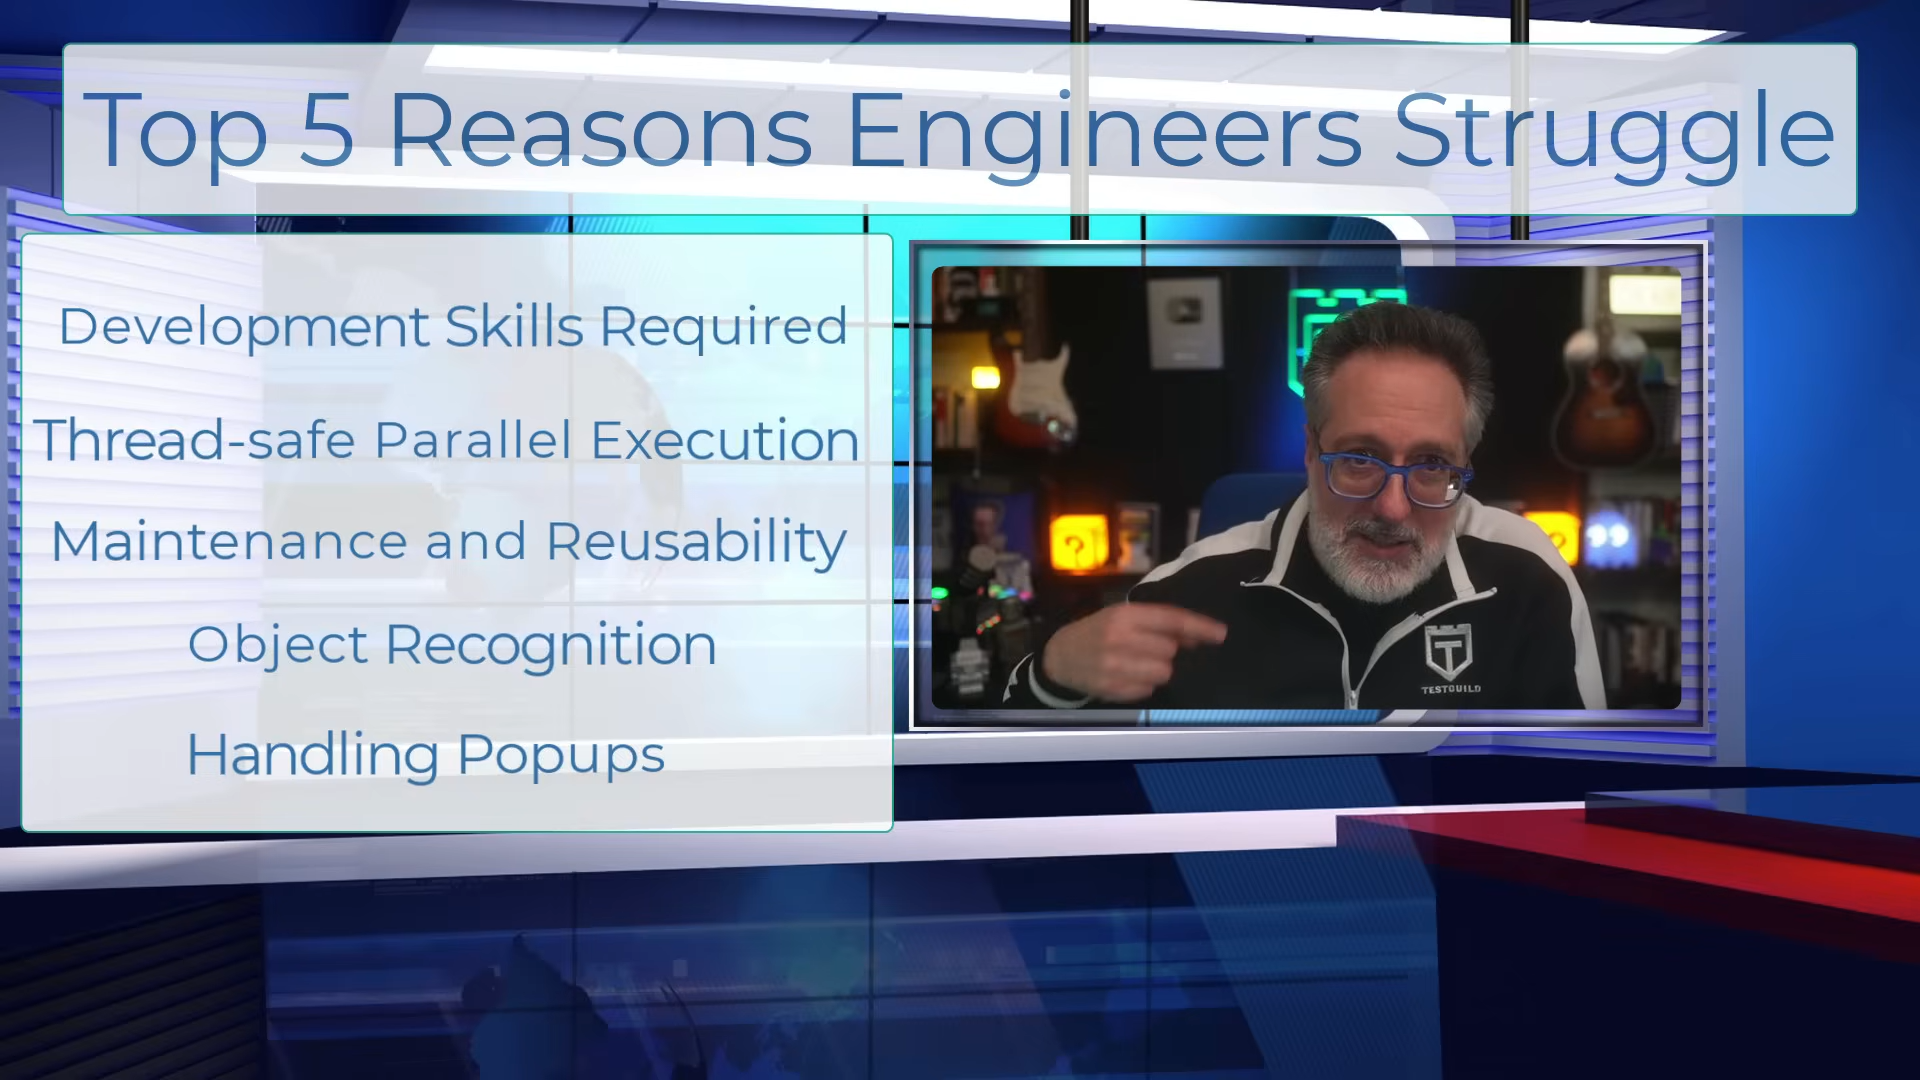 Top 5 Reasons Engineers Struggle
Development Skills Required
Thread-safe Parallel Execution
Maintenance and Reusability
Object Recognition
Handling Popups
?
?
T
TESTGUILD